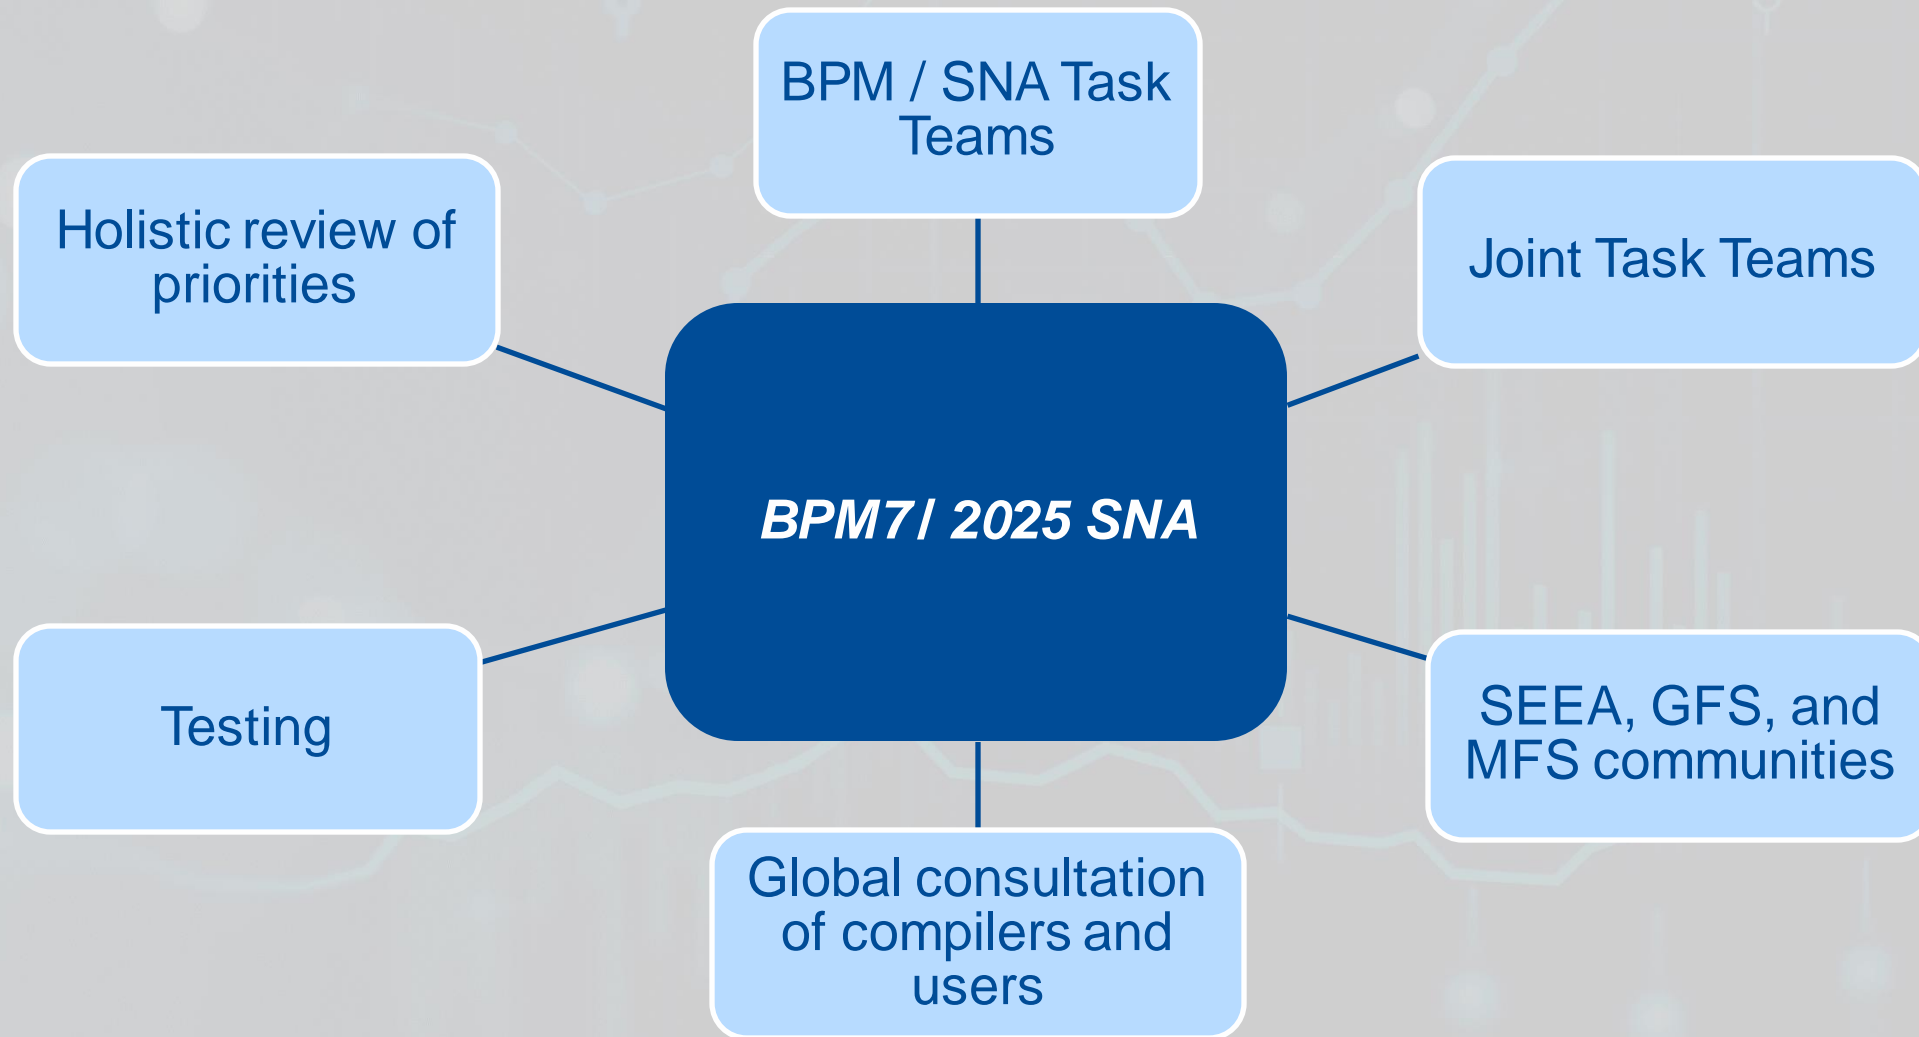 BPM / SNA Task
Teams
Holistic review of
priorities
Joint Task Teams
BPM7/ 2025 SNA
Testing
SEEA, GFS, and
MFS communities
Global consultation
of compilers and
users